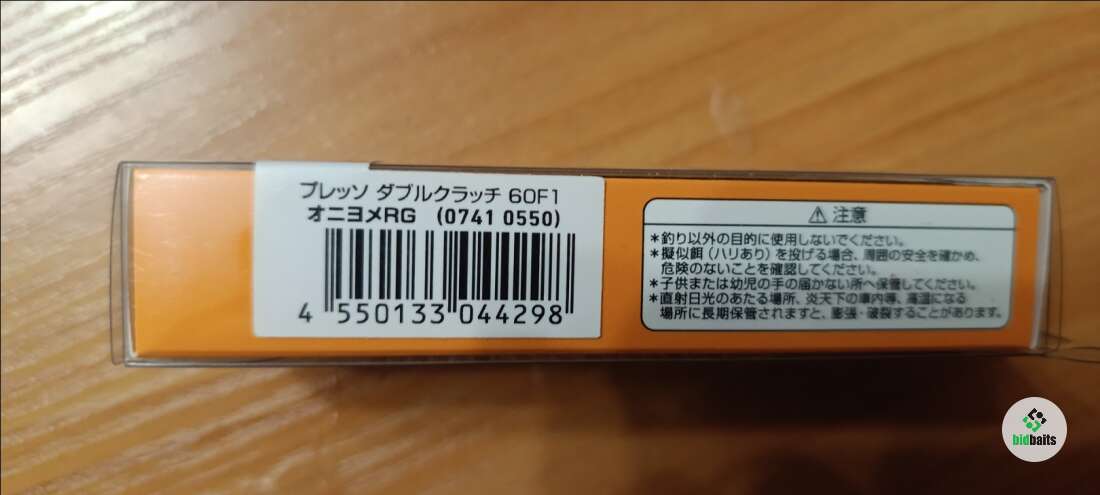 プレッソ ダブルクラッチ 60F1
オニヨメRG (0741 0550)
4 550133 044298
⚠ 注意
*釣り以外の目的に使用しないでください。
*擬似餌(ハリあり)を投げる場合、周囲の安全を確かめ、
危険のないことを確認してください。
*子供または幼児の手の届かない所へ保管してください。
*直射日光のあたる場所、炎天下の車内等、高温になる
場所に長期保管されますと、膨張・破裂することがあります。
bidbaits